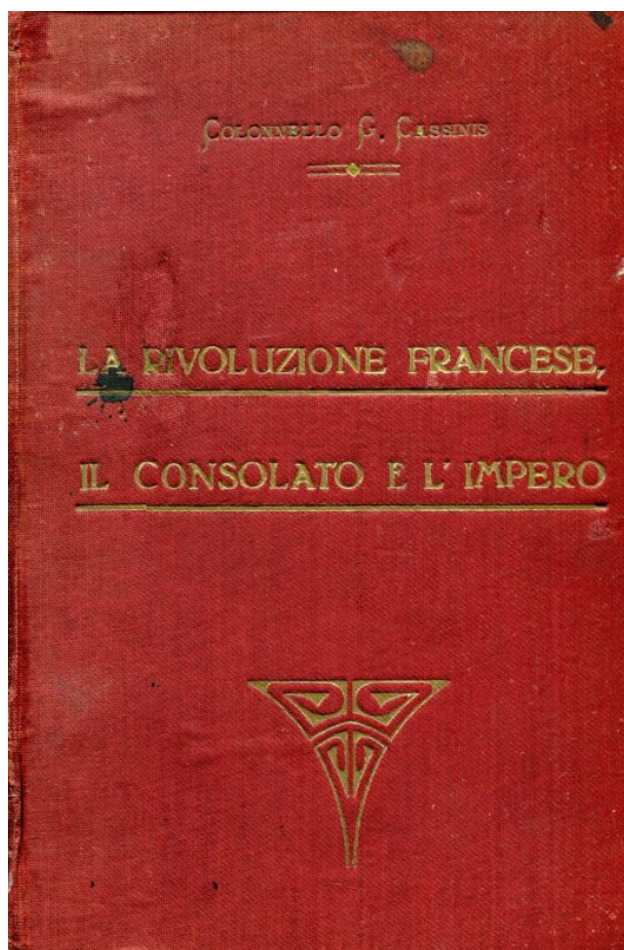 COLONNELLO G. CASSINIS
LA RIVOLUZIONE FRANCESE,
IL CONSOLATO E L'IMPERO